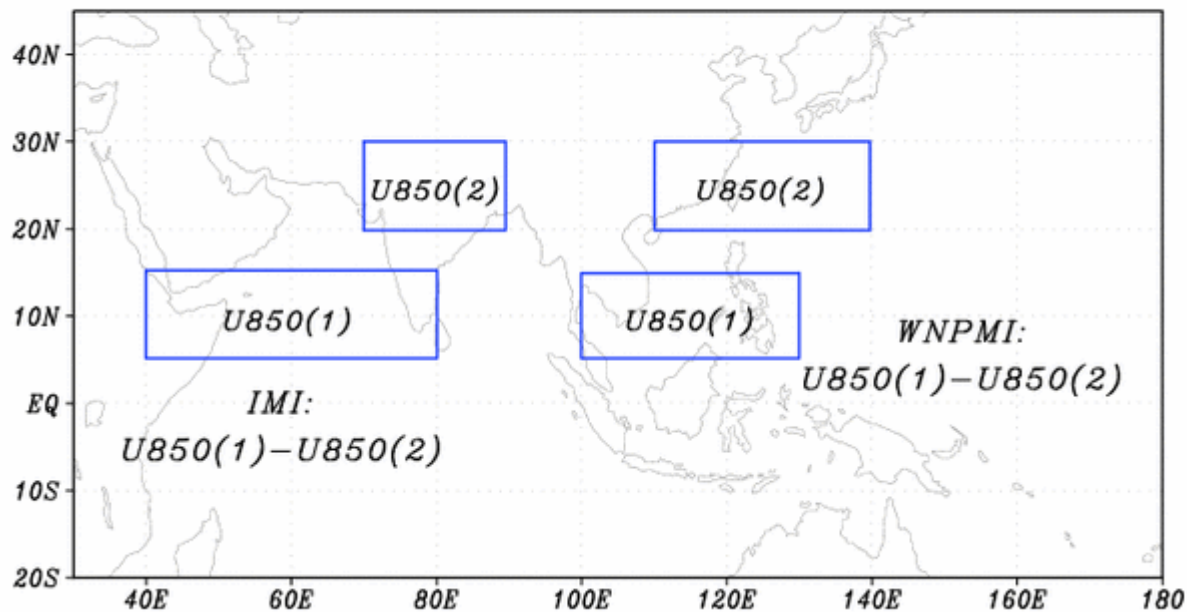 40N
30N
U850(2)
U850(2)
20N
U850(1)
U850(1)
10N
WNPMI:
U850(1)-U850(2)
EQ
IMI:
U850(1)-U850(2)
10S
20S
40E 60E 80E 100E 120E 140E 160E 180